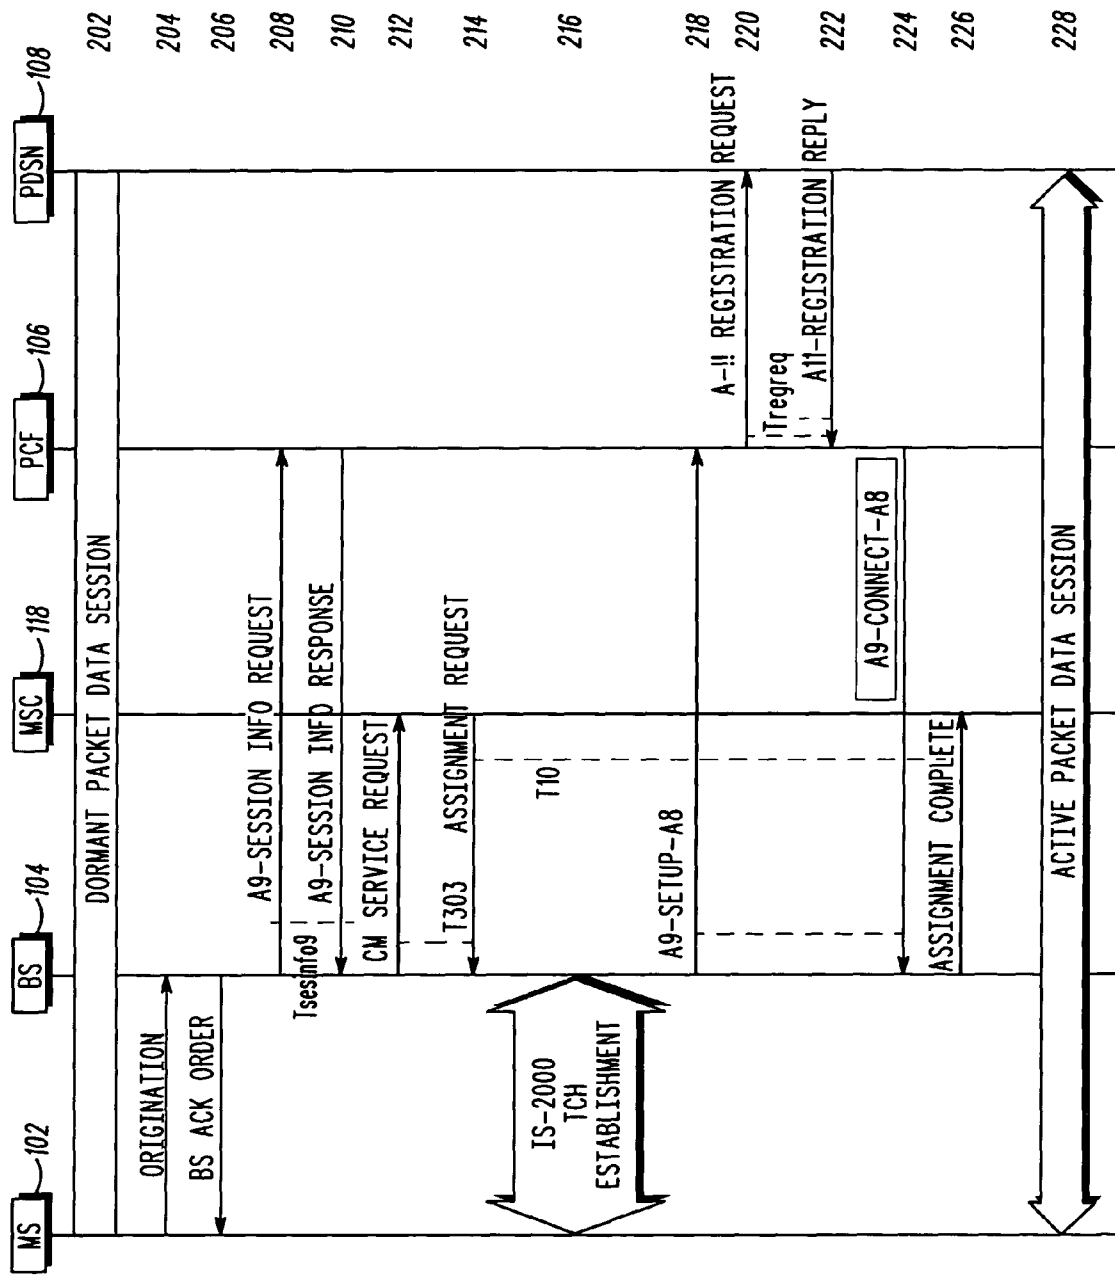 MS 102
BS 104
MSC 118
PCF 106
PDSN 108
DORMANT PACKET DATA SESSION 202
ORIGINATION 204
BS ACK ORDER 206
A9-SESSION INFO REQUEST 208
Tsesinfo9
A9-SESSION INFO RESPONSE 210
CM SERVICE REQUEST 212
T303
ASSIGNMENT REQUEST 214
IS-2000
TCH
ESTABLISHMENT
216
T10
A9-SETUP-A8 218
A-!! REGISTRATION REQUEST 220
Tregreq
A11-REGISTRATION REPLY 222
A9-CONNECT-A8 224
ASSIGNMENT COMPLETE 226
ACTIVE PACKET DATA SESSION 228